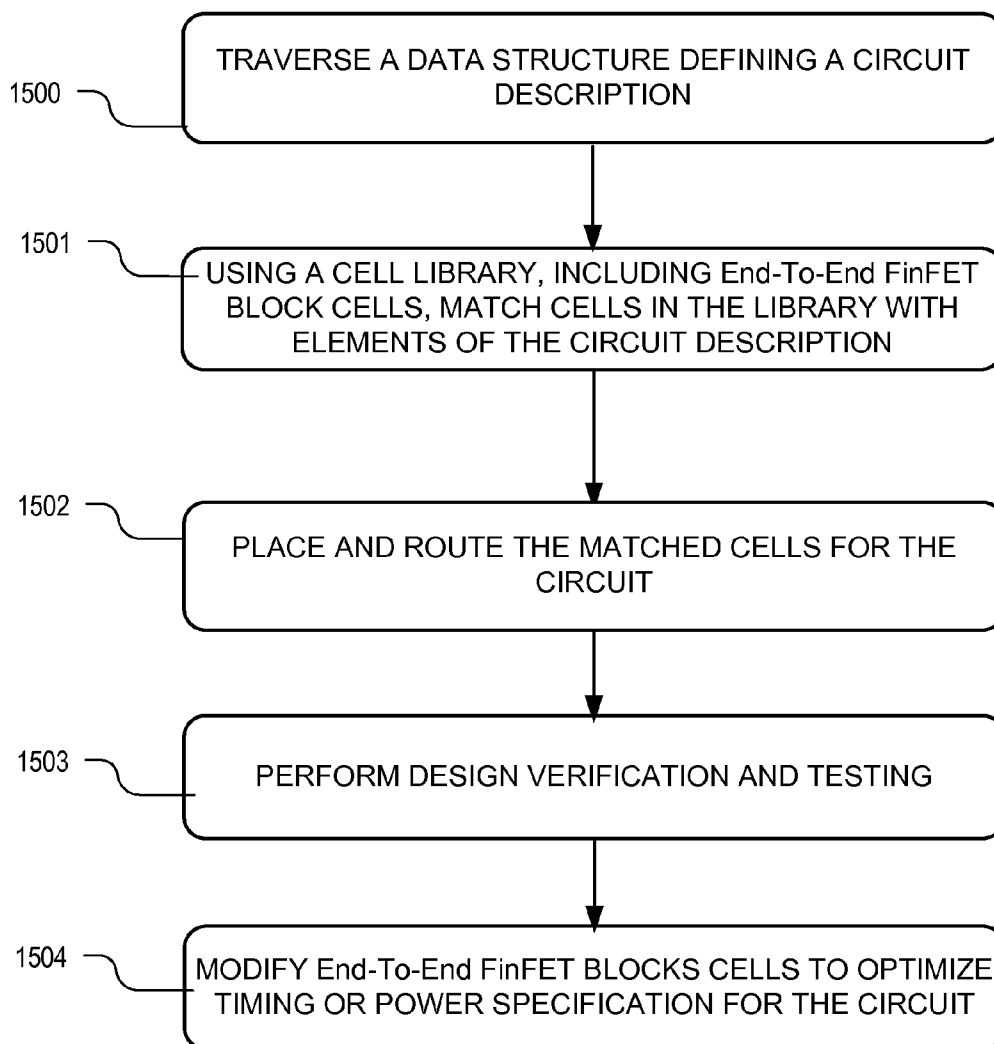 TRAVERSE A DATA STRUCTURE DEFINING A CIRCUIT
DESCRIPTION
1500
1501
USING A CELL LIBRARY, INCLUDING End-To-End FinFET
BLOCK CELLS, MATCH CELLS IN THE LIBRARY WITH
ELEMENTS OF THE CIRCUIT DESCRIPTION
1502
PLACE AND ROUTE THE MATCHED CELLS FOR THE
CIRCUIT
1503
PERFORM DESIGN VERIFICATION AND TESTING
1504
MODIFY End-To-End FinFET BLOCKS CELLS TO OPTIMIZE
TIMING OR POWER SPECIFICATION FOR THE CIRCUIT